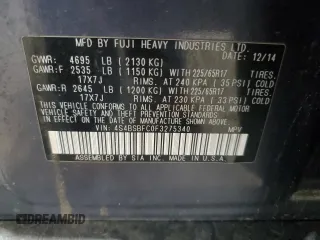 MFD BY FUJI HEAVY INDUSTRIES LTD. 12/14
GVWR: 4695 LB (2130 KG)
GAWR:F 2535 LB (1150 KG) WITH 225/65R17 TIRES,
17X7J RIMS, AT 240 KPA (35 PSI) COLD
GAWR:R 2645 LB (1200 KG) WITH 225/65R17 TIRES,
17X7J RIMS, AT 230 KPA (33 PSI) COLD
THIS VEHICLE CONFORMS TO ALL APPLICABLE FEDERAL MOTOR
VEHICLE SAFETY AND THEFT PREVENTION STANDARDS
IN EFFECT ON THE DATE OF MANUFACTURE SHOWN ABOVE.
VIN: 4S4BSBFC0F3275340 MPV
ASSEMBLED BY SIA MADE IN U.S.A.
autobidmaster